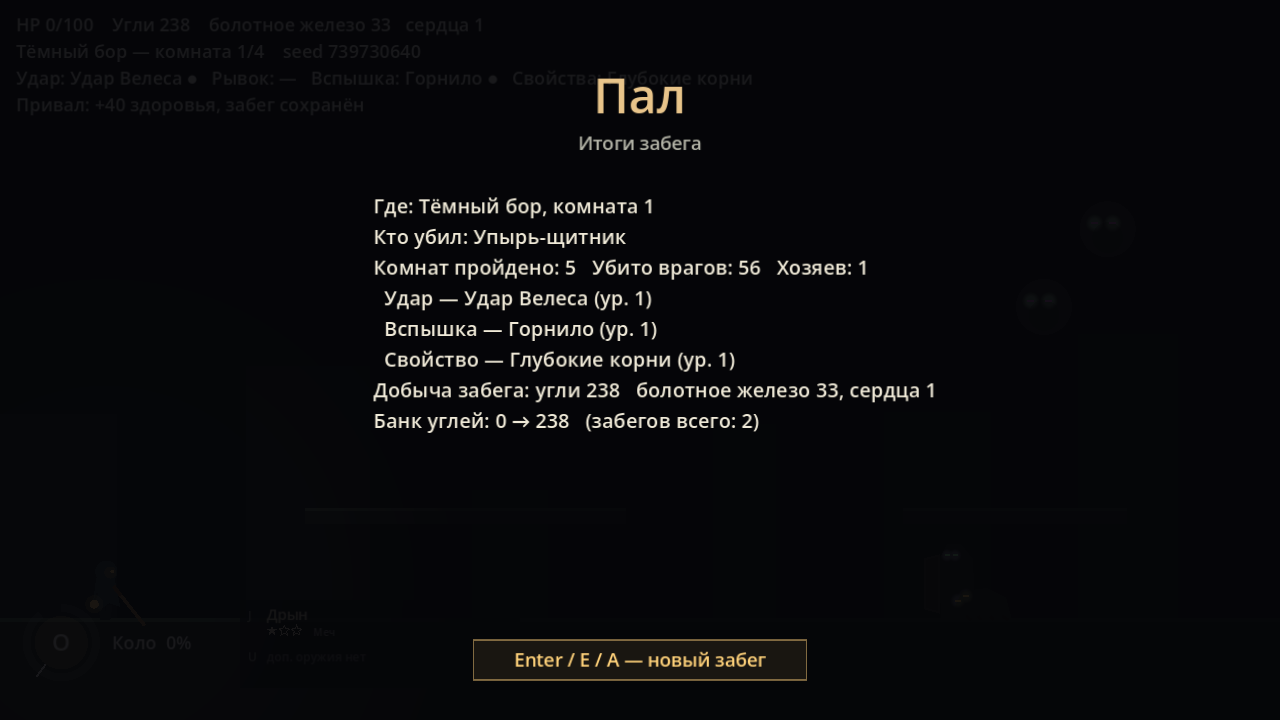 HP 0/100 Угли 238 болотное железо 33 сердца 1
Тёмный бор — комната 1/4 seed 739730640
Удар: Удар Велеса ● Рывок: — Вспышка: Горнило ● Свойства: Глубокие корни
Привал: +40 здоровья, забег сохранён
Пал
Итоги забега
Где: Тёмный бор, комната 1
Кто убил: Упырь-щитник
Комнат пройдено: 5 Убито врагов: 56 Хозяев: 1
Удар — Удар Велеса (ур. 1)
Вспышка — Горнило (ур. 1)
Свойство — Глубокие корни (ур. 1)
Добыча забега: угли 238 болотное железо 33, сердца 1
Банк углей: 0 → 238 (забегов всего: 2)
J Дрын
★☆☆ Меч
U доп. оружия нет
О Коло 0%
Enter / E / A — новый забег